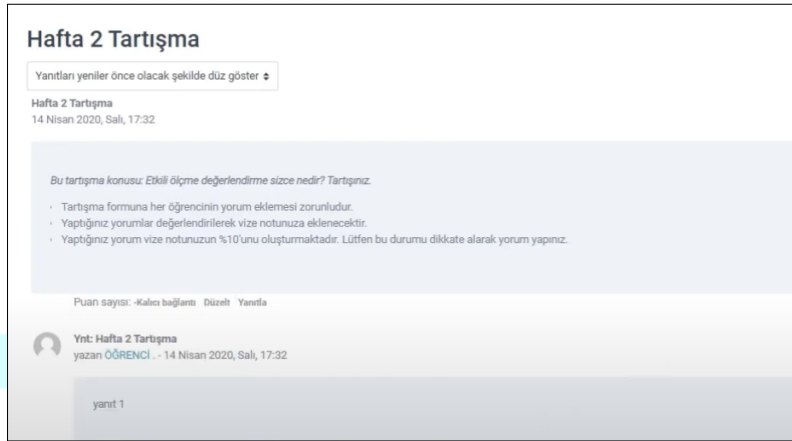 Hafta 2 Tartışma
Yanıtları yeniler önce olacak şekilde düz göster
Hafta 2 Tartışma
14 Nisan 2020, Salı, 17:32
Bu tartışma konusu: Etkili ölçme değerlendirme sizce nedir? Tartışınız.
Tartışma formuna her öğrencinin yorum eklemesi zorunludur.
Yaptığınız yorumlar değerlendirilerek vize notunuza eklenecektir.
Yaptığınız yorum vize notunuzun %10'unu oluşturmaktadır. Lütfen bu durumu dikkate alarak yorum yapınız.
Puan sayısı: -Kalıcı bağlantı Düzelt Yanıtla
Ynt: Hafta 2 Tartışma
yazan ÖĞRENCİ . - 14 Nisan 2020, Salı, 17:32
yanıt 1